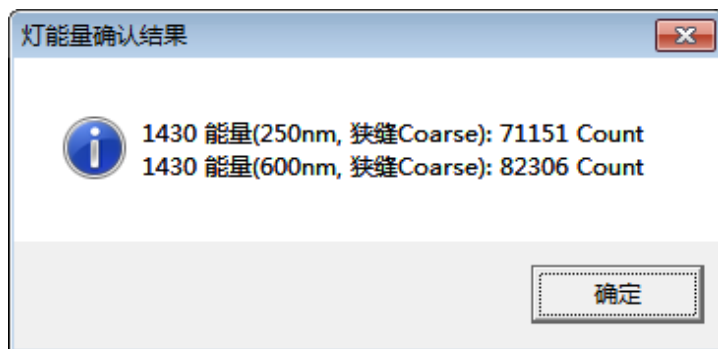 灯能量确认结果
1430 能量(250nm, 狭缝Coarse): 71151 Count
1430 能量(600nm, 狭缝Coarse): 82306 Count
确定